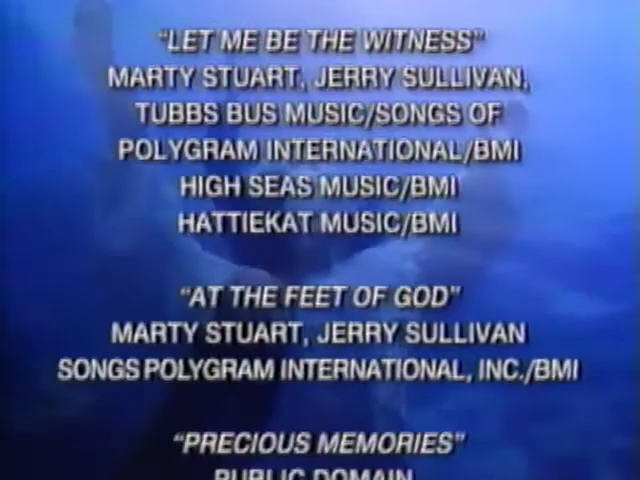 "LET ME BE THE WITNESS"
MARTY STUART, JERRY SULLIVAN,
TUBBS BUS MUSIC/SONGS OF
POLYGRAM INTERNATIONAL/BMI
HIGH SEAS MUSIC/BMI
HATTIEKAT MUSIC/BMI
"AT THE FEET OF GOD"
MARTY STUART, JERRY SULLIVAN
SONGS POLYGRAM INTERNATIONAL, INC./BMI
"PRECIOUS MEMORIES"
PUBLIC DOMAIN